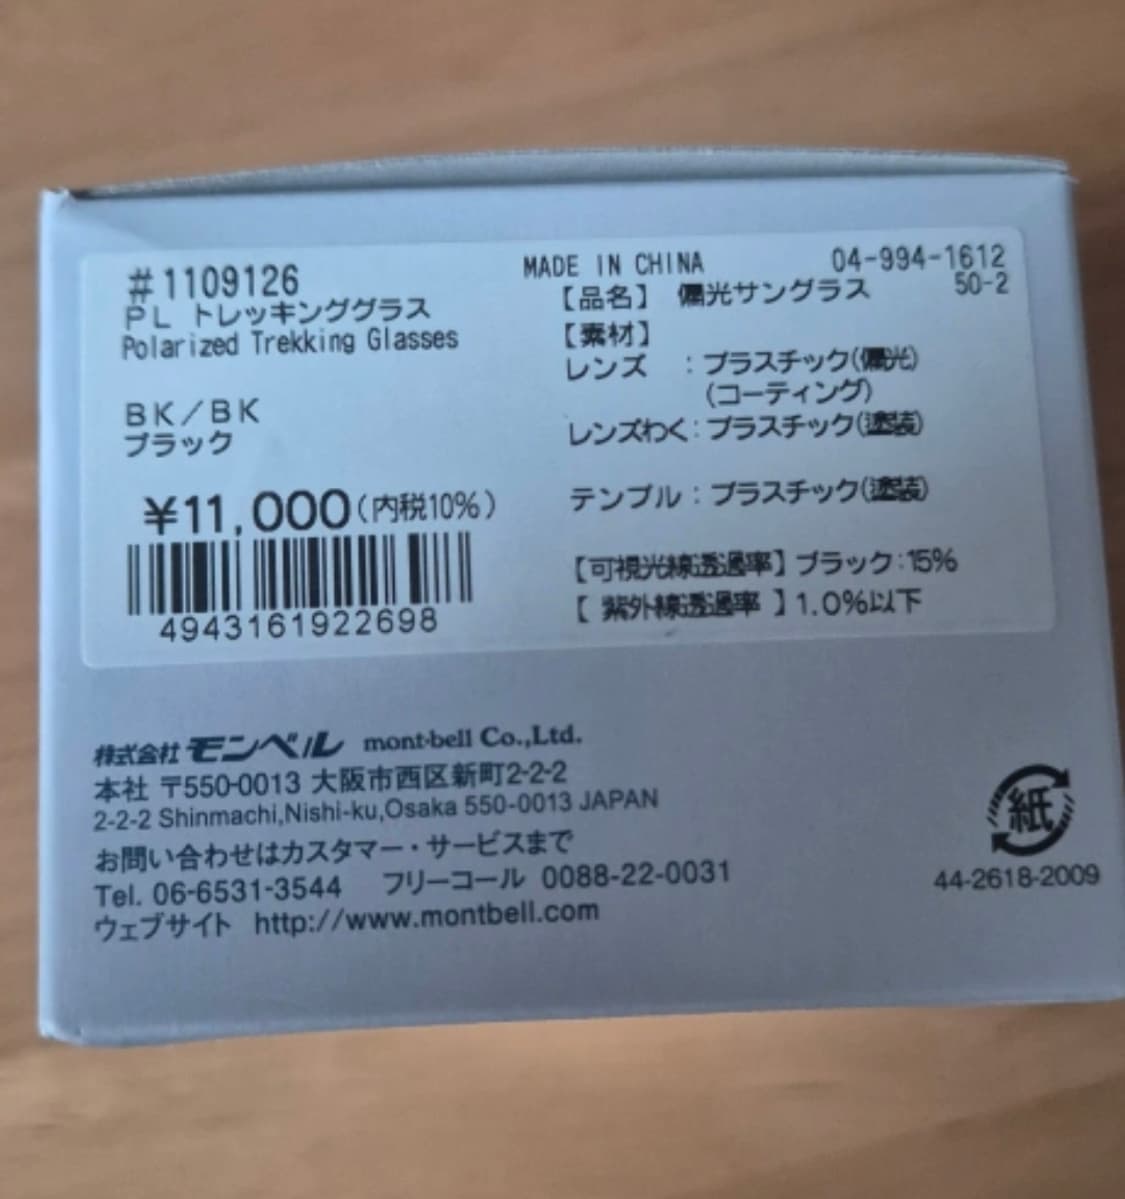 #1109126
PL トレッキンググラス
Polarized Trekking Glasses
BK/BK
ブラック
¥11,000(内税10%)
4943161922698
MADE IN CHINA
04-994-1612
50-2
【品名】 偏光サングラス
【素材】
レンズ :プラスチック(偏光)
(コーティング)
レンズわく:プラスチック(塗装)
テンプル:プラスチック(塗装)
【可視光線透過率】ブラック:15%
【 紫外線透過率 】1.0%以下
株式会社 モンベル mont-bell Co.,Ltd.
本社 〒550-0013 大阪市西区新町2-2-2
2-2-2 Shinmachi,Nishi-ku,Osaka 550-0013 JAPAN
お問い合わせはカスタマー・サービスまで
Tel. 06-6531-3544 フリーコール 0088-22-0031
ウェブサイト http://www.montbell.com
紙
44-2618-2009